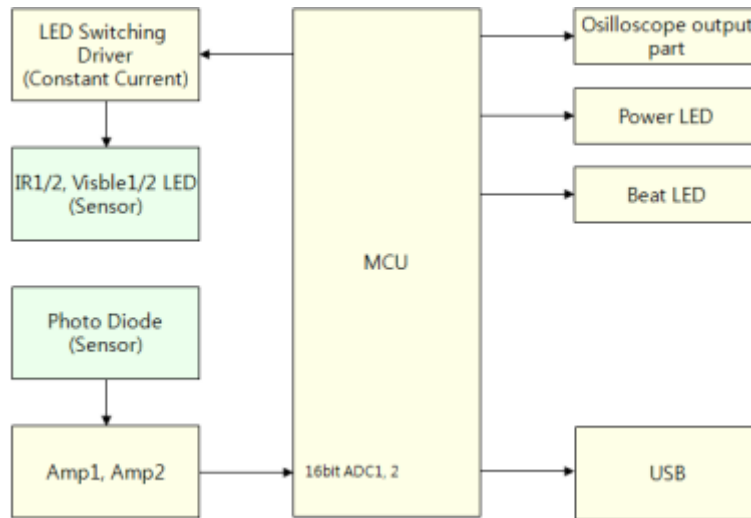 LED Switching
Driver
(Constant Current)
IR1/2, Visble1/2 LED
(Sensor)
Photo Diode
(Sensor)
Amp1, Amp2
MCU
16bit ADC1, 2
Osilloscope output
part
Power LED
Beat LED
USB